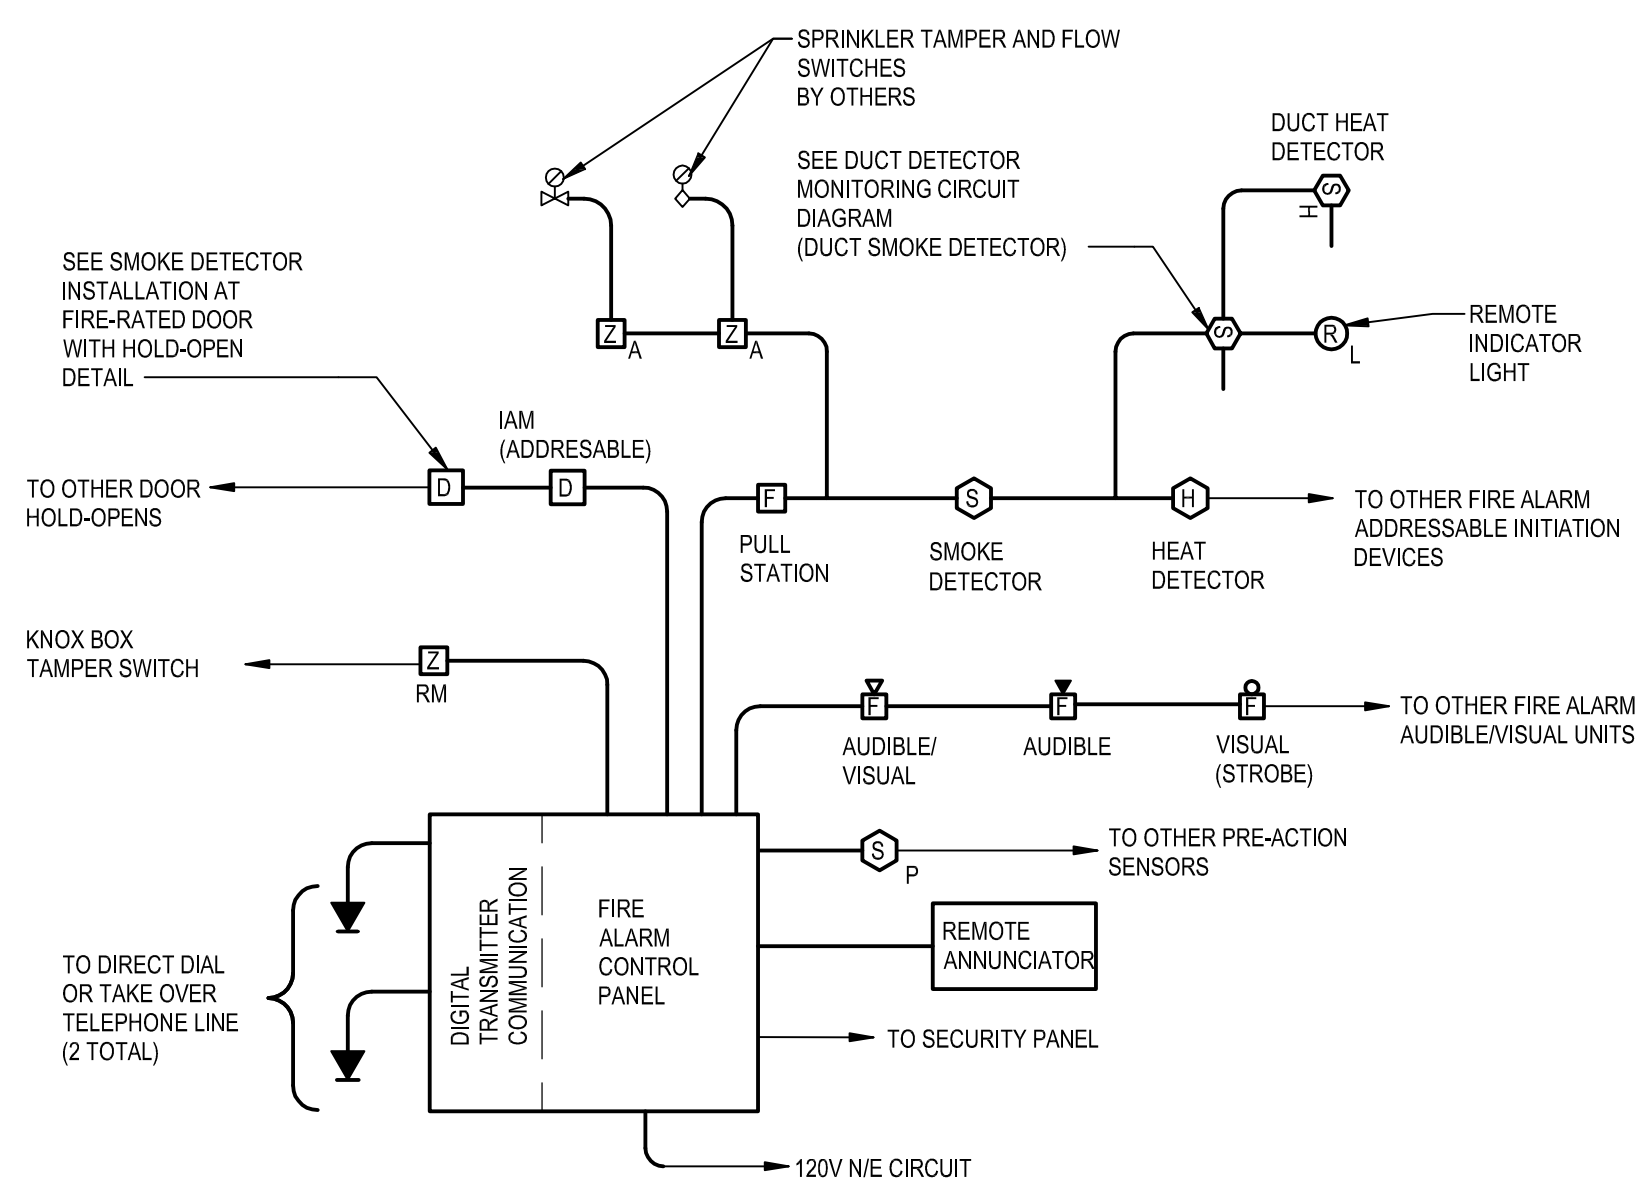 SPRINKLER TAMPER AND FLOW
SWITCHES
BY OTHERS
DUCT HEAT
DETECTOR
SEE DUCT DETECTOR
MONITORING CIRCUIT
DIAGRAM
(DUCT SMOKE DETECTOR)
S
H
SEE SMOKE DETECTOR
INSTALLATION AT
FIRE-RATED DOOR
WITH HOLD-OPEN
DETAIL
Z
A
Z
A
S
R
L
REMOTE
INDICATOR
LIGHT
IAM
(ADDRESABLE)
TO OTHER DOOR
HOLD-OPENS
D
D
F
PULL
STATION
S
SMOKE
DETECTOR
H
HEAT
DETECTOR
TO OTHER FIRE ALARM
ADDRESSABLE INITIATION
DEVICES
KNOX BOX
TAMPER SWITCH
Z
RM
F
AUDIBLE/
VISUAL
F
AUDIBLE
F
VISUAL
(STROBE)
TO OTHER FIRE ALARM
AUDIBLE/VISUAL UNITS
S
P
TO OTHER PRE-ACTION
SENSORS
DIGITAL
TRANSMITTER
COMMUNICATION
FIRE
ALARM
CONTROL
PANEL
REMOTE
ANNUNCIATOR
TO DIRECT DIAL
OR TAKE OVER
TELEPHONE LINE
(2 TOTAL)
TO SECURITY PANEL
120V N/E CIRCUIT